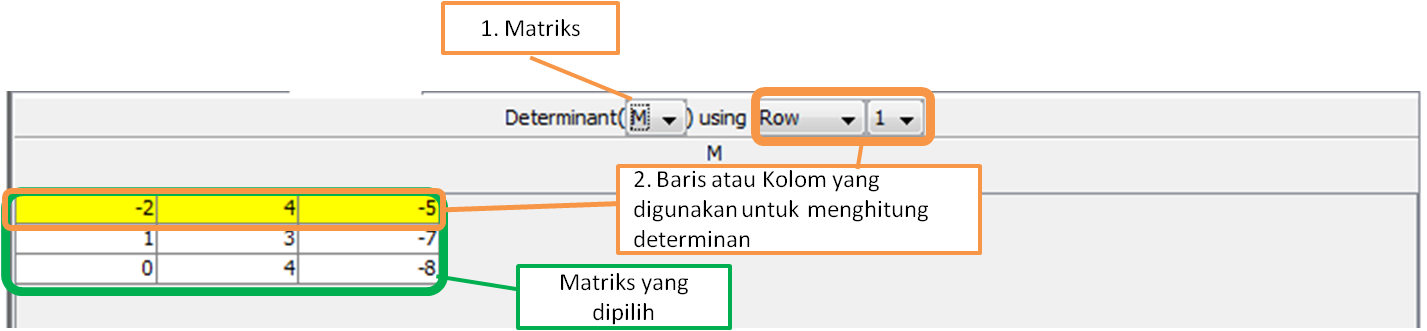 1. Matriks
Determinant( M ) using Row 1
M
2. Baris atau Kolom yang
digunakan untuk menghitung
determinan
-2 4 -5
1 3 -7
0 4 -8
Matriks yang
dipilih